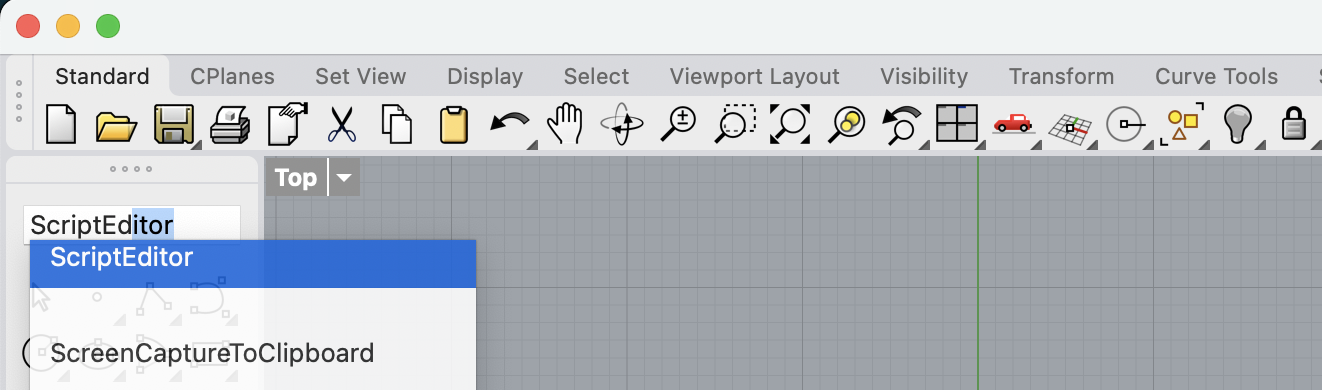 Standard CPlanes Set View Display Select Viewport Layout Visibility Transform Curve Tools
Top
ScriptEditor
ScriptEditor
ScreenCaptureToClipboard